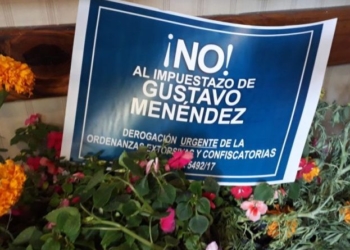 ¡NO!
AL IMPUESTAZO DE
GUSTAVO
MENÉNDEZ
DEROGACIÓN URGENTE DE LA
ORDENANZAS EXTORSIVAS Y CONFISCATORIAS
5492/17